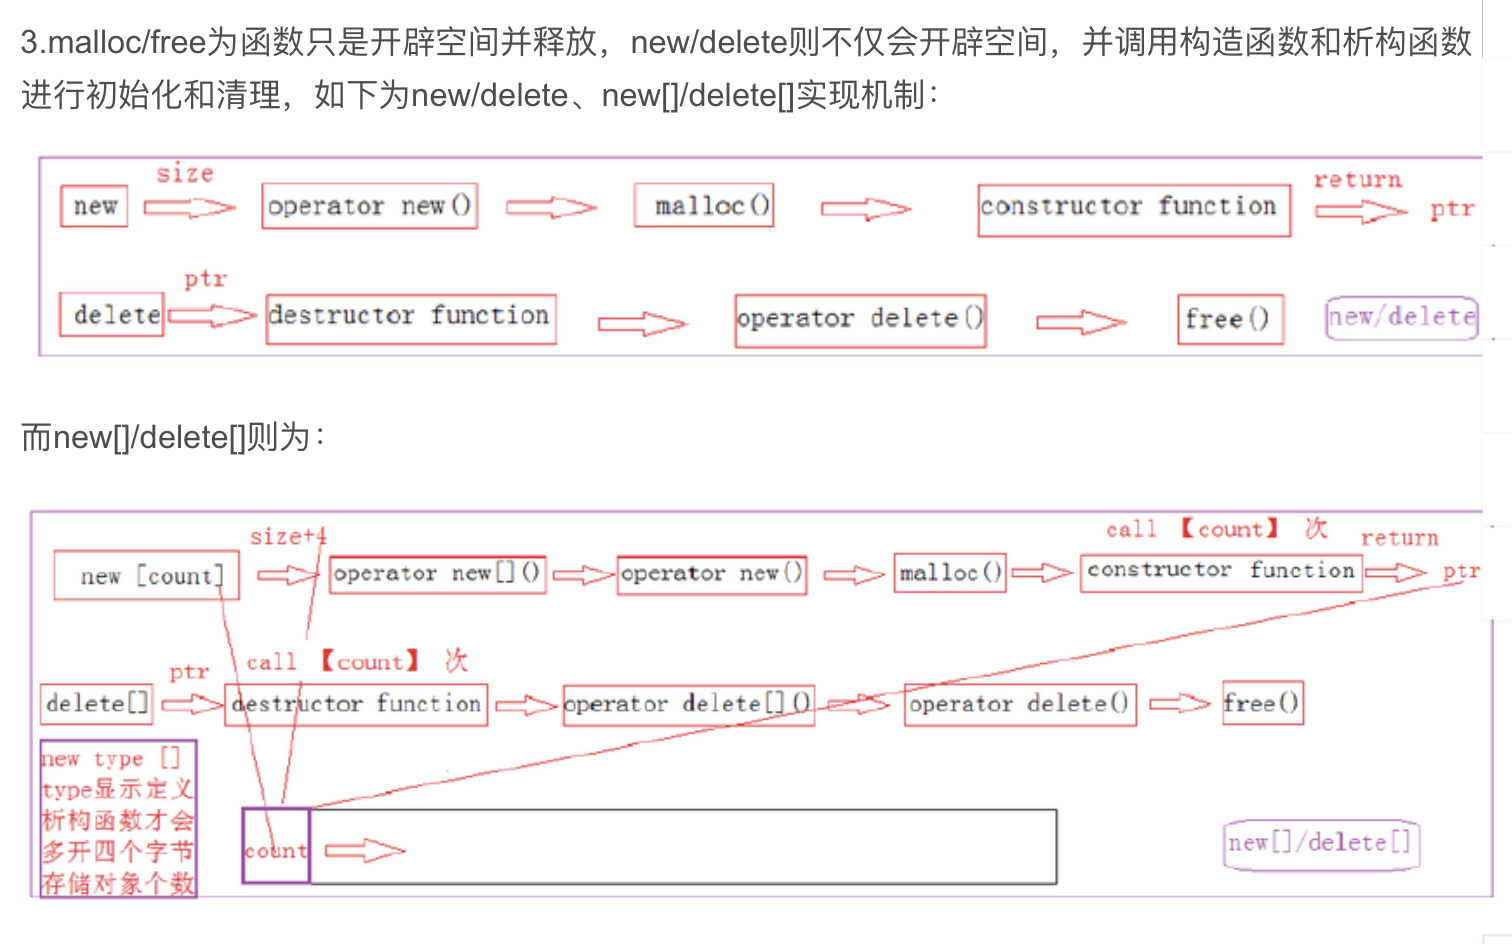 3.malloc/free为函数只是开辟空间并释放，new/delete则不仅会开辟空间，并调用构造函数和析构函数
进行初始化和清理，如下为new/delete、new[]/delete[]实现机制：
size
return
new
operator new()
malloc()
constructor function
ptr
ptr
delete
destructor function
operator delete()
free()
new/delete
而new[]/delete[]则为：
size+4
call 【count】 次
return
new [count]
operator new[]()
operator new()
malloc()
constructor function
ptr
ptr
call 【count】 次
delete[]
destructor function
operator delete[]()
operator delete()
free()
new type []
type显示定义
析构函数才会
多开四个字节
存储对象个数
count
new[]/delete[]